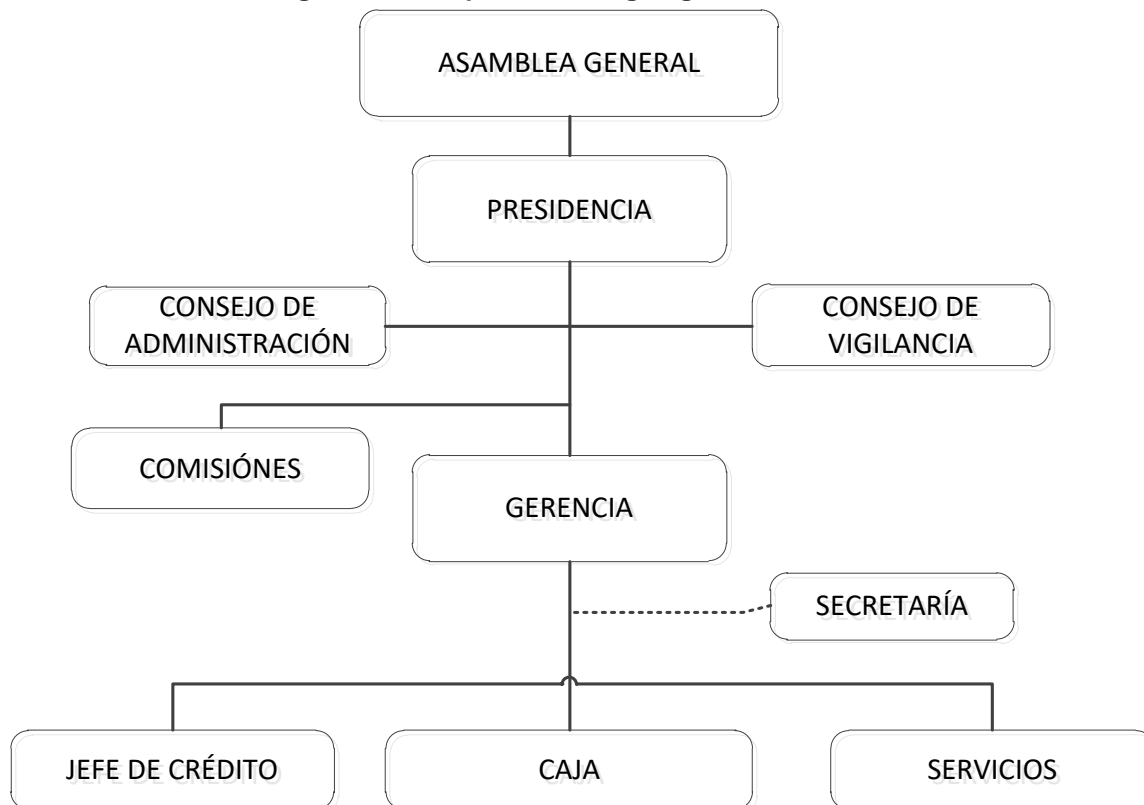 ASAMBLEA GENERAL
PRESIDENCIA
CONSEJO DE
ADMINISTRACIÓN
CONSEJO DE
VIGILANCIA
COMISIÓNES
GERENCIA
SECRETARÍA
JEFE DE CRÉDITO
CAJA
SERVICIOS